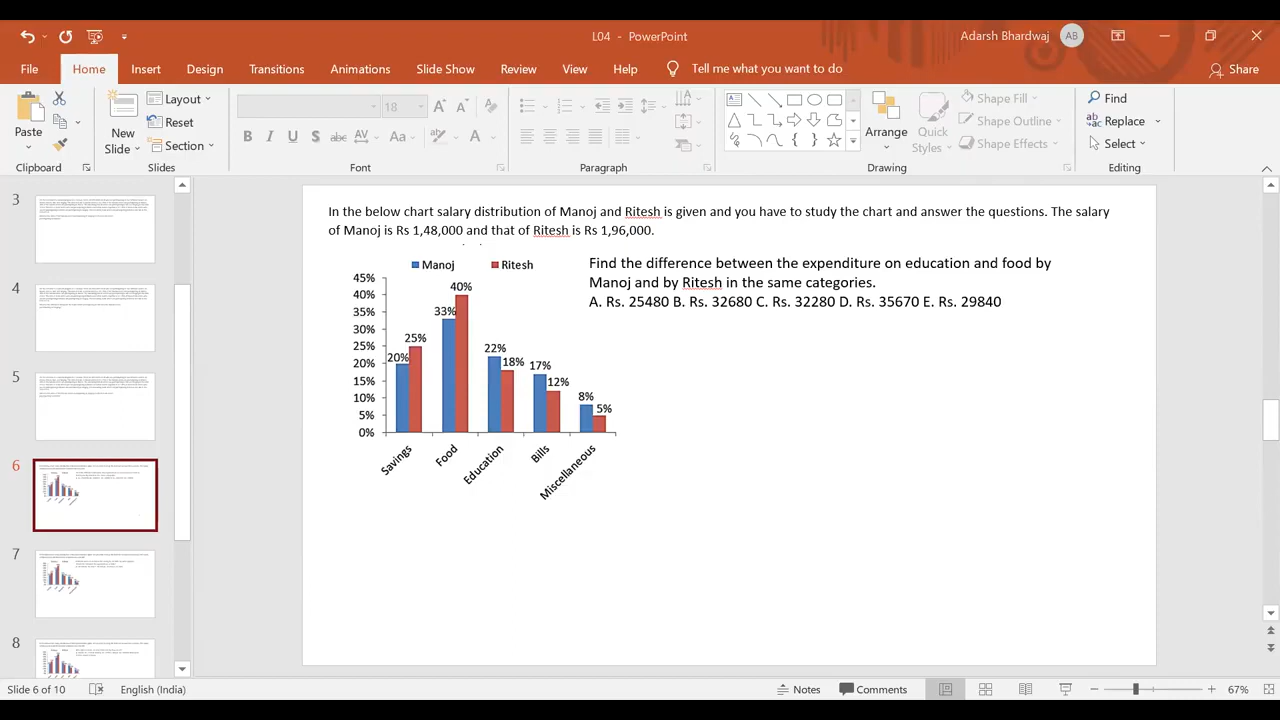 L04 - PowerPoint
Adarsh Bhardwaj
AB
File
Home
Insert
Design
Transitions
Animations
Slide Show
Review
View
Help
Tell me what you want to do
Share
Paste
New
Slide
Layout
Reset
Section
18
B I U S abc AV Aa A
Arrange
Quick
Styles
Shape Fill
Shape Outline
Shape Effects
Find
Replace
Select
Clipboard
Slides
Font
Paragraph
Drawing
Editing
3
4
5
6
7
8
In the below chart salary distribution of Manoj and Ritesh is given and you have to study the chart and answer the questions. The salary
of Manoj is Rs 1,48,000 and that of Ritesh is Rs 1,96,000.
Manoj
Ritesh
45%
40%
35%
30%
25%
20%
15%
10%
5%
0%
20%
25%
33%
40%
22%
18%
17%
12%
8%
5%
Savings
Food
Education
Bills
Miscellaneous
Find the difference between the expenditure on education and food by
Manoj and by Ritesh in the same categories.
A. Rs. 25480 B. Rs. 32680 C. Rs. 32280 D. Rs. 35670 E. Rs. 29840
Slide 6 of 10
English (India)
Notes
Comments
67%